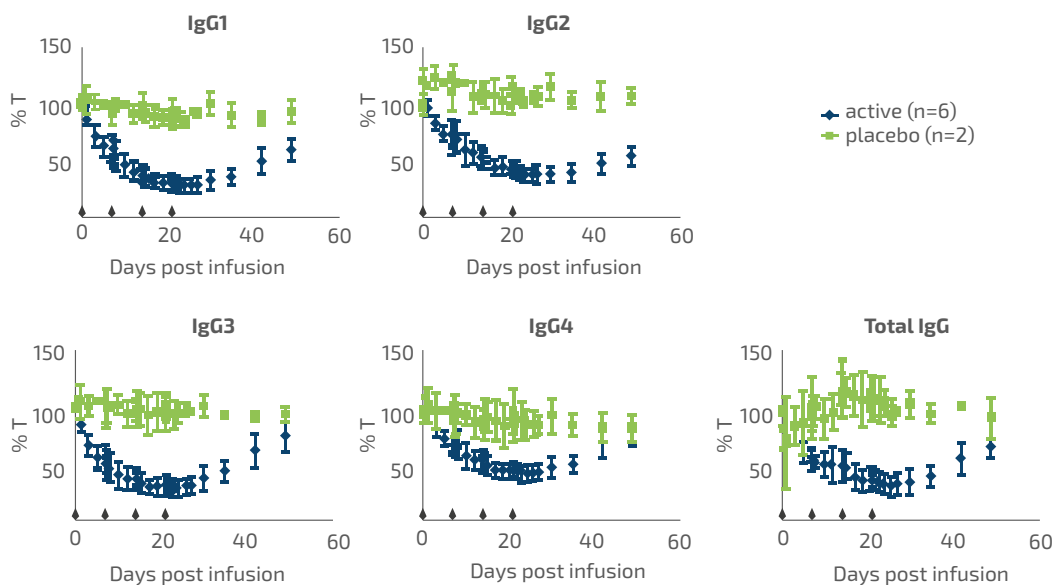 IgG1
150
100
50
% T
0 20 40 60
Days post infusion
IgG2
150
100
50
% T
0 20 40 60
Days post infusion
active (n=6)
placebo (n=2)
IgG3
150
100
50
% T
0 20 40 60
Days post infusion
IgG4
150
100
50
% T
0 20 40 60
Days post infusion
Total IgG
150
100
50
% T
0 20 40 60
Days post infusion